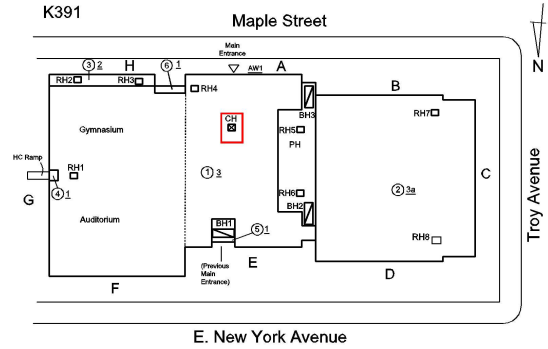 K391
Maple Street
Main
Entrance
AW1
N
H
A
B
3 2
6 1
RH2
RH3
RH4
RH7
BH3
CH
Gymnasium
RH5
PH
HC Ramp
RH1
C
Troy Avenue
1 3
RH6
2 3a
G
4 1
Auditorium
BH1
BH2
5 1
RH8
E
(Previous
Main
Entrance)
D
F
E. New York Avenue